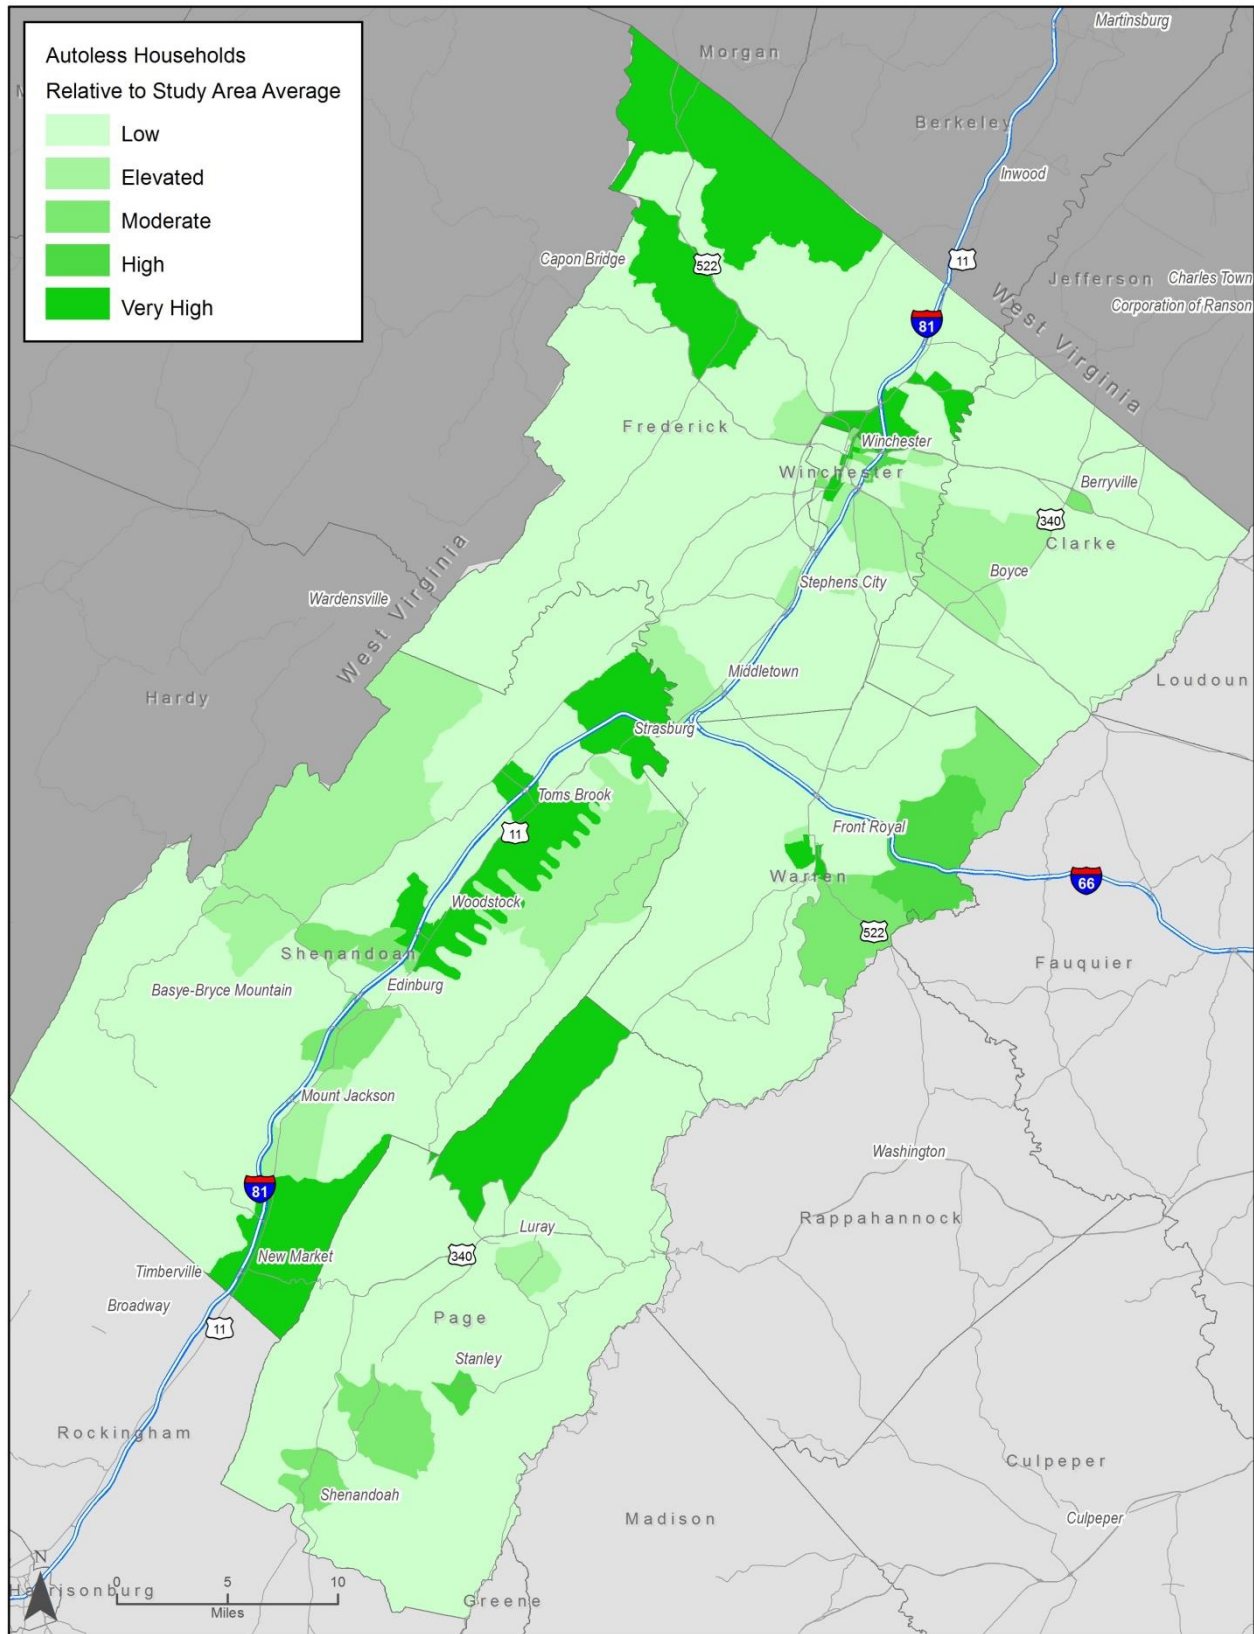 Autoless Households
Relative to Study Area Average
Low
Elevated
Moderate
High
Very High
Martinsburg
Morgan
Berkeley
Inwood
11
Jefferson
Charles Town
Corporation of Ranson
West Virginia
Capon Bridge
522
81
Frederick
Winchester
Winchester
Berryville
340
Clarke
Boyce
Stephens City
Wardensville
West Virginia
Hardy
Middletown
Loudoun
Strasburg
Toms Brook
11
Front Royal
Warren
66
522
Fauquier
Woodstock
Shenandoah
Edinburg
Basye-Bryce Mountain
Mount Jackson
Washington
Rappahannock
81
Luray
340
New Market
Timberville
Broadway
11
Page
Stanley
Rockingham
Shenandoah
Culpeper
Culpeper
Madison
Greene
N
Harrisonburg
0 5 10
Miles